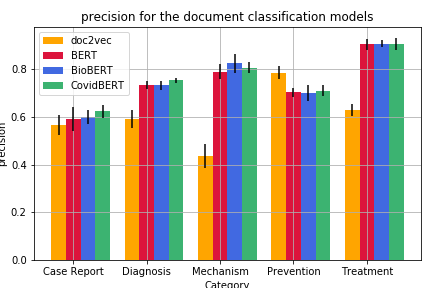 precision for the document classification models
doc2vec
BERT
BioBERT
CovidBERT
precision
0.8
0.6
0.4
0.2
0.0
Case Report Diagnosis Mechanism Prevention Treatment
Category